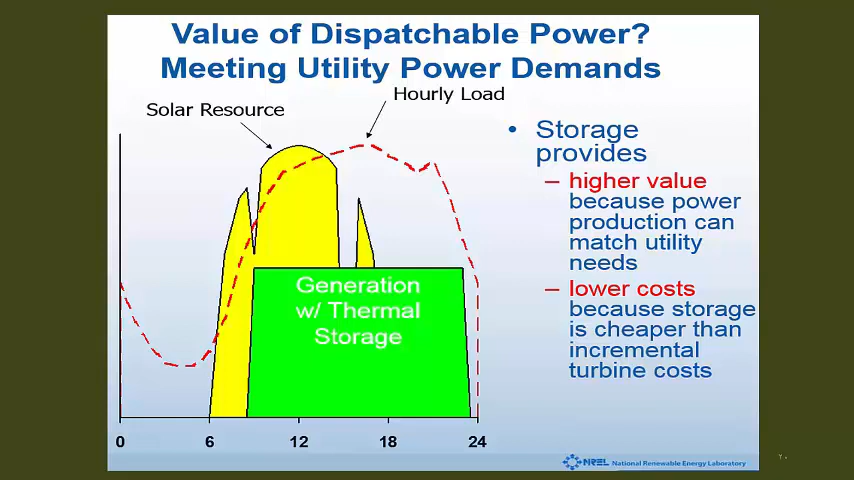 Value of Dispatchable Power?
Meeting Utility Power Demands
Hourly Load
Solar Resource
• Storage
provides
– higher value
because power
production can
match utility
needs
– lower costs
because storage
is cheaper than
incremental
turbine costs
Generation
w/ Thermal
Storage
0 6 12 18 24
NREL National Renewable Energy Laboratory
٢٠